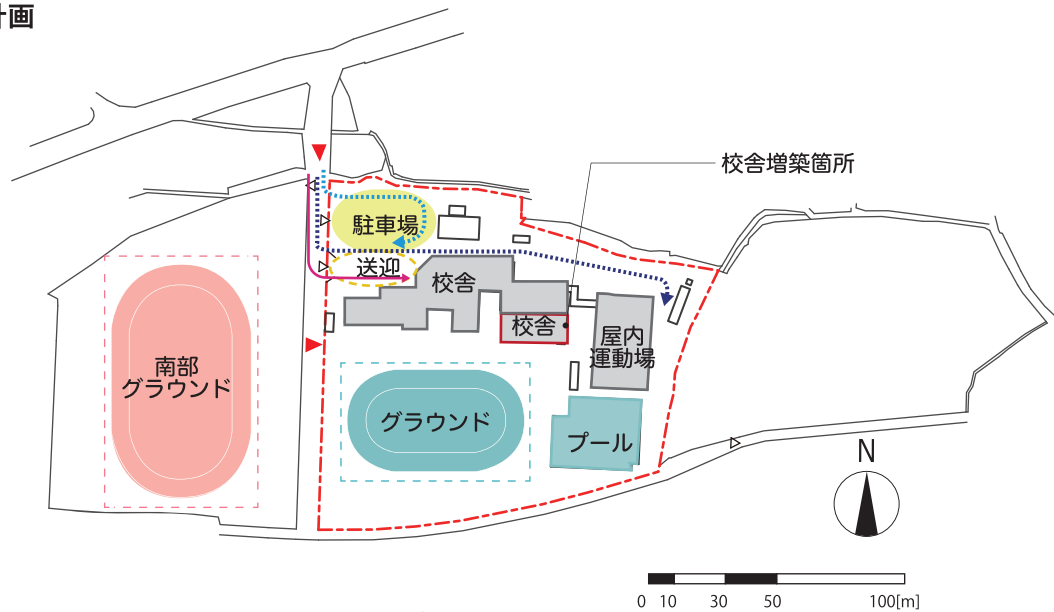 計画
校舎増築箇所
駐車場
送迎
校舎
校舎
屋内
運動場
南部
グラウンド
グラウンド
プール
N
0 10 30 50 100[m]